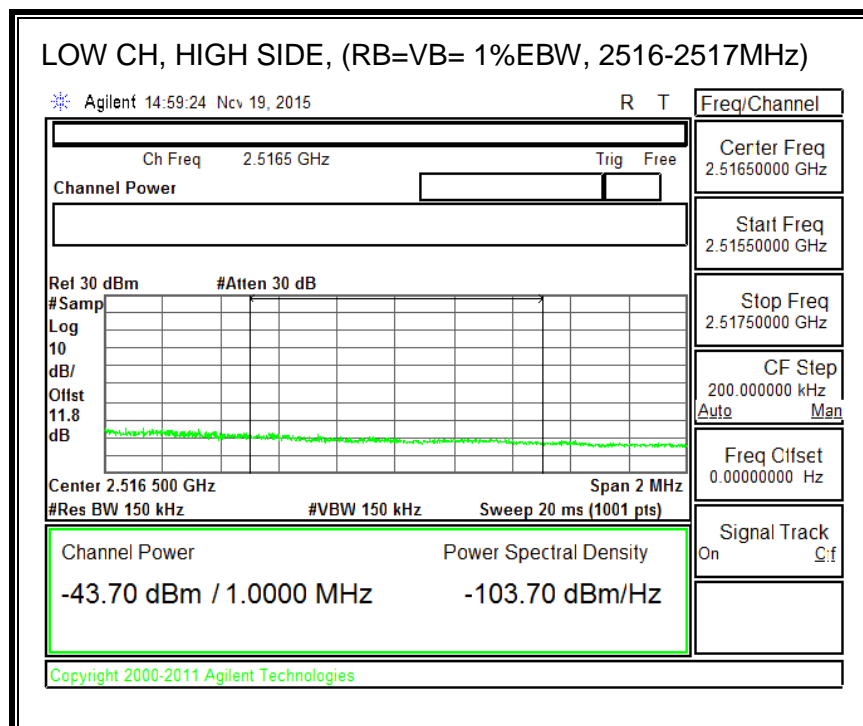 LOW CH, HIGH SIDE, (RB=VB= 1%EBW, 2516-2517MHz)
Agilent 14:59:24 Nov 19, 2015 R T
Freq/Channel
Ch Freq 2.5165 GHz Trig Free
Channel Power
Center Freq
2.51650000 GHz
Start Freq
2.51550000 GHz
Stop Freq
2.51750000 GHz
CF Step
200.000000 kHz
Auto Man
Freq Offset
0.00000000 Hz
Signal Track
On Off
Ref 30 dBm #Atten 30 dB
#Samp
Log
10
dB/
Offst
11.8
dB
Center 2.516 500 GHz Span 2 MHz
#Res BW 150 kHz #VBW 150 kHz Sweep 20 ms (1001 pts)
Channel Power Power Spectral Density
-43.70 dBm / 1.0000 MHz -103.70 dBm/Hz
Copyright 2000-2011 Agilent Technologies